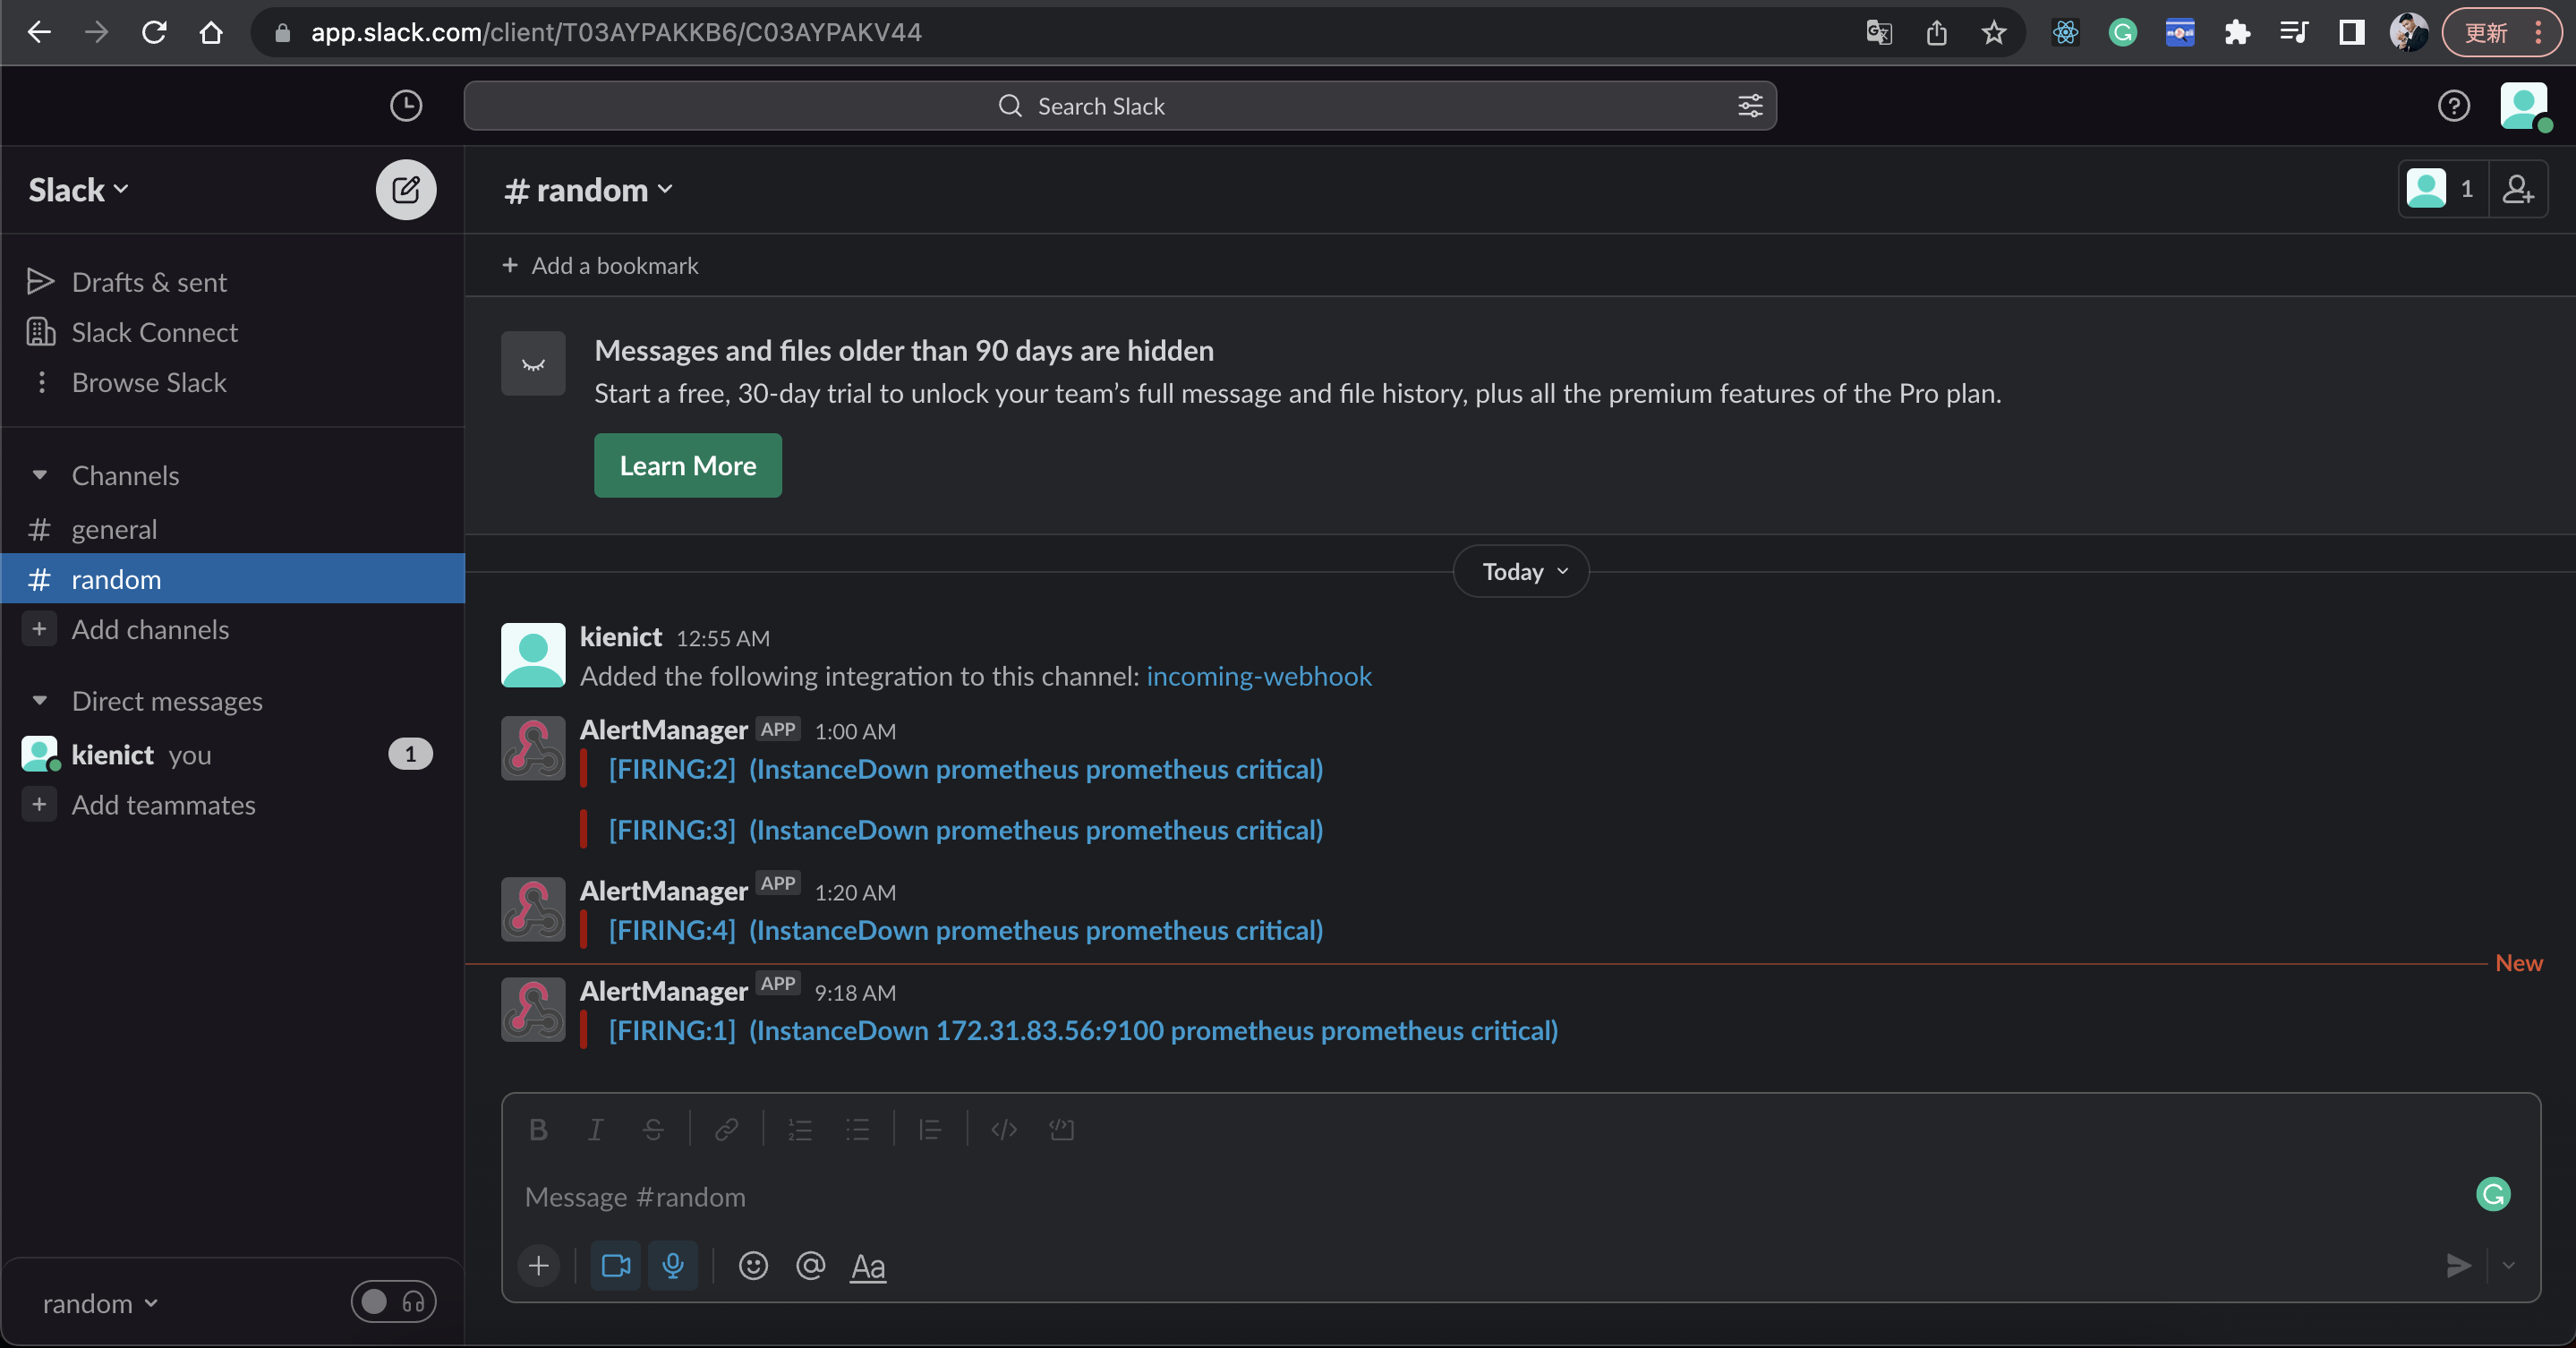 app.slack.com/client/T03AYPAKKB6/C03AYPAKV44
更新
Search Slack
Slack
# random
1
Drafts & sent
Slack Connect
Browse Slack
+ Add a bookmark
Messages and files older than 90 days are hidden
Start a free, 30-day trial to unlock your team’s full message and file history, plus all the premium features of the Pro plan.
Learn More
Channels
# general
# random
+ Add channels
Direct messages
kienict you 1
+ Add teammates
Today
kienict 12:55 AM
Added the following integration to this channel: incoming-webhook
AlertManager APP 1:00 AM
[FIRING:2] (InstanceDown prometheus prometheus critical)
[FIRING:3] (InstanceDown prometheus prometheus critical)
AlertManager APP 1:20 AM
[FIRING:4] (InstanceDown prometheus prometheus critical)
New
AlertManager APP 9:18 AM
[FIRING:1] (InstanceDown 172.31.83.56:9100 prometheus prometheus critical)
B I S
Message #random
+ @ Aa
random